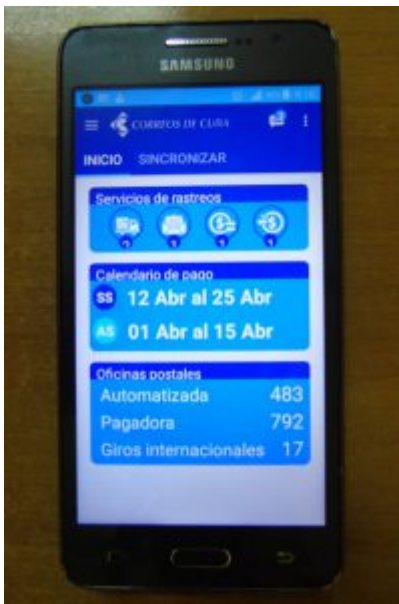 SAMSUNG
CORREOS DE CUBA
INICIO SINCRONIZAR
Servicios de rastreos
Calendario de pago
SS 12 Abr al 25 Abr
AS 01 Abr al 15 Abr
Oficinas postales
Automatizada 483
Pagadora 792
Giros internacionales 17